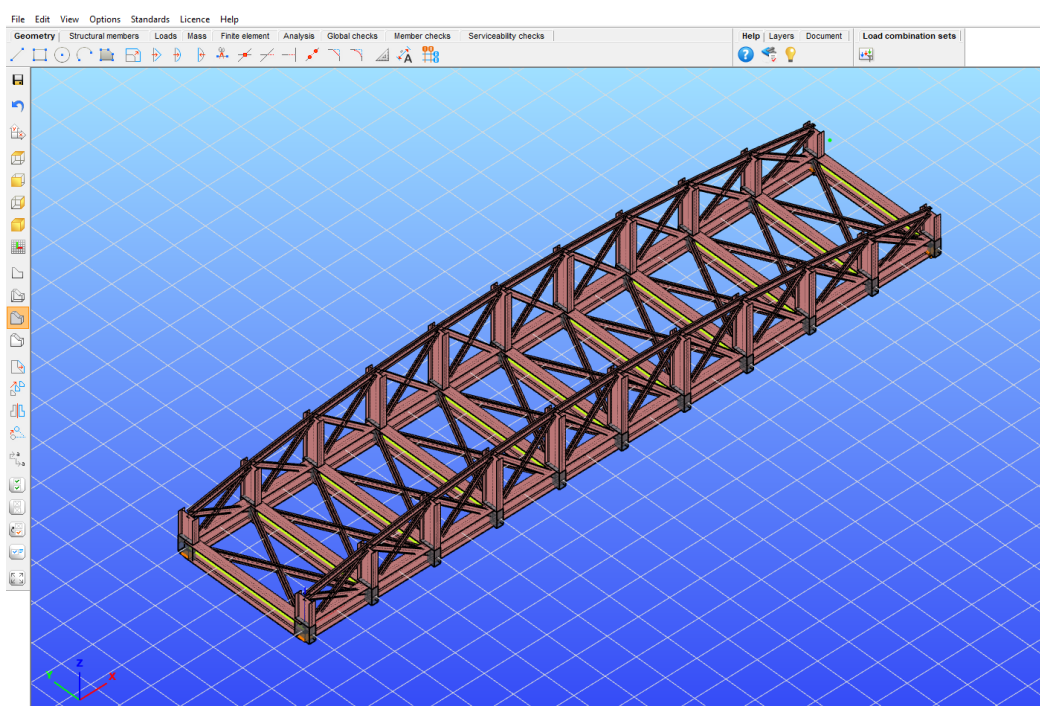 File Edit View Options Standards Licence Help
Geometry Structural members Loads Mass Finite element Analysis Global checks Member checks Serviceability checks Help Layers Document Load combination sets
A
?
Z
Y
X